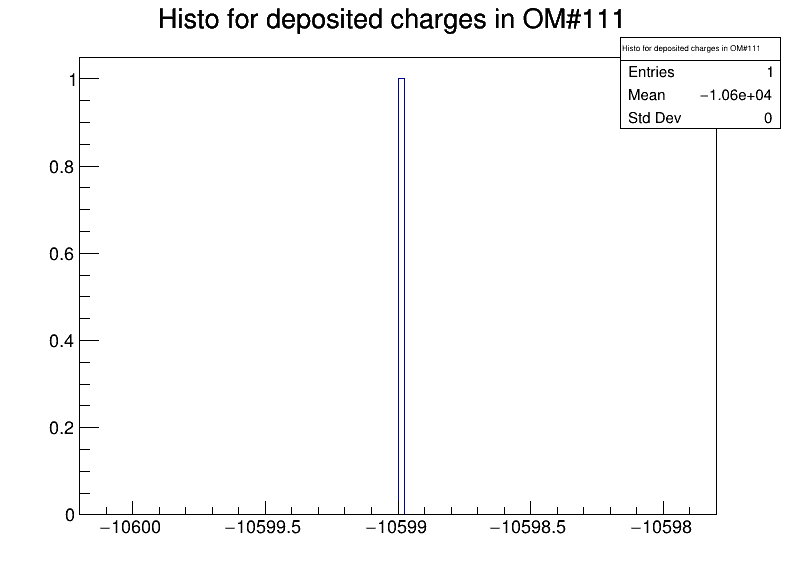 Histo for deposited charges in OM#111
Histo for deposited charges in OM#111
Entries 1
Mean −1.06e+04
Std Dev 0
1
0.8
0.6
0.4
0.2
0
−10600 −10599.5 −10599 −10598.5 −10598